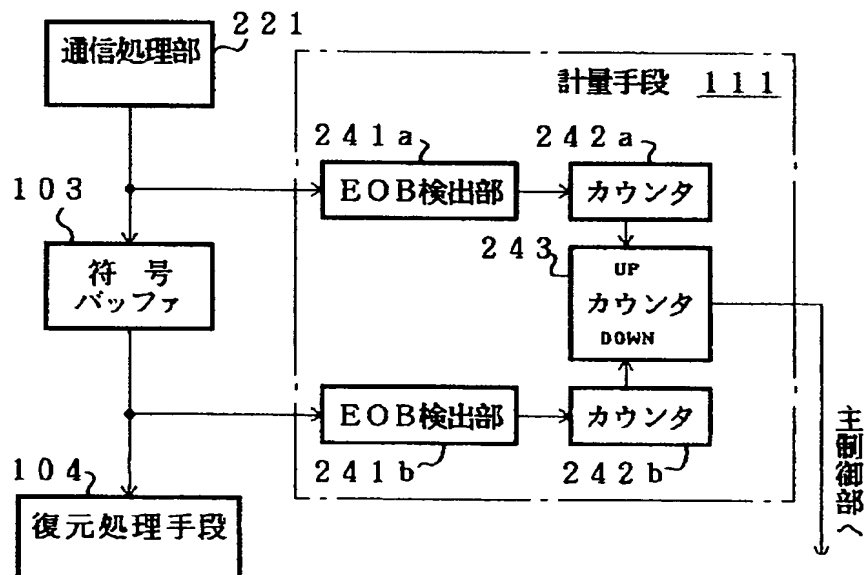 通信処理部
２２１
計量手段 １１１
２４１ａ
２４２ａ
１０３
ＥＯＢ検出部
カウンタ
符 号
バッファ
２４３
UP
カウンタ
DOWN
ＥＯＢ検出部
カウンタ
２４１ｂ
２４２ｂ
主制御部へ
１０４
復元処理手段